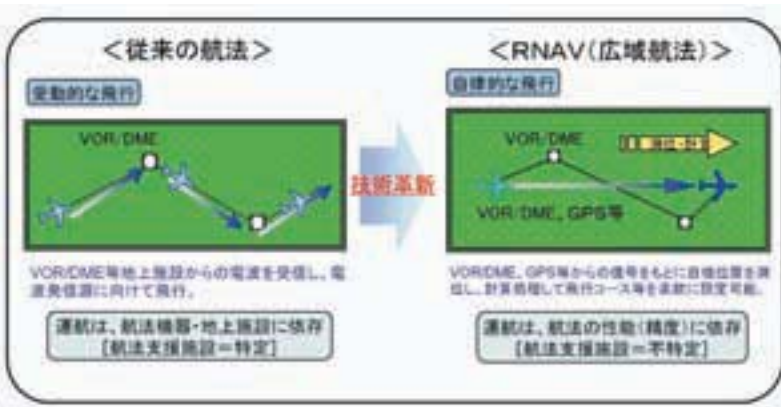 <従来の航法>
受動的な飛行
VOR/DME
VOR/DME等地上施設からの電波を受信し、電
波発信源に向けて飛行。
運航は、航法機器・地上施設に依存
[航法支援施設=特定]
技術革新
<RNAV(広域航法)>
自律的な飛行
VOR/DME
測位・計算
VOR/DME、GPS等
VOR/DME、GPS等からの信号をもとに自機位置を測
位し、計算処理して飛行コース等を柔軟に設定可能。
運航は、航法の性能(精度)に依存
[航法支援施設=不特定]